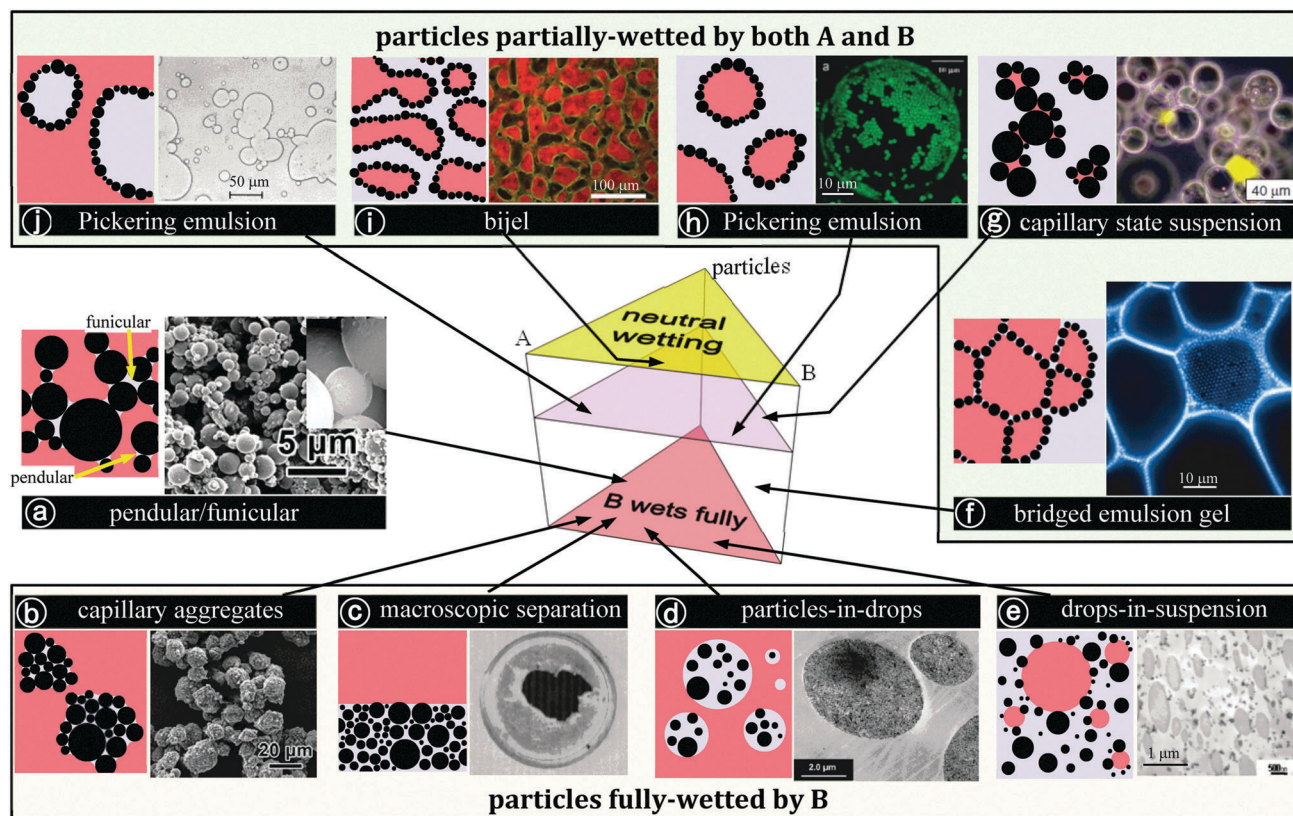 particles partially-wetted by both A and B
50 μm
100 μm
a
10 μm
40 μm
j Pickering emulsion
i bijel
h Pickering emulsion
g capillary state suspension
particles
A
B
neutral
wetting
B wets fully
funicular
pendular
5 μm
a pendular/funicular
10 μm
f bridged emulsion gel
b capillary aggregates
c macroscopic separation
d particles-in-drops
e drops-in-suspension
20 μm
2.0 μm
1 μm
500 nm
particles fully-wetted by B